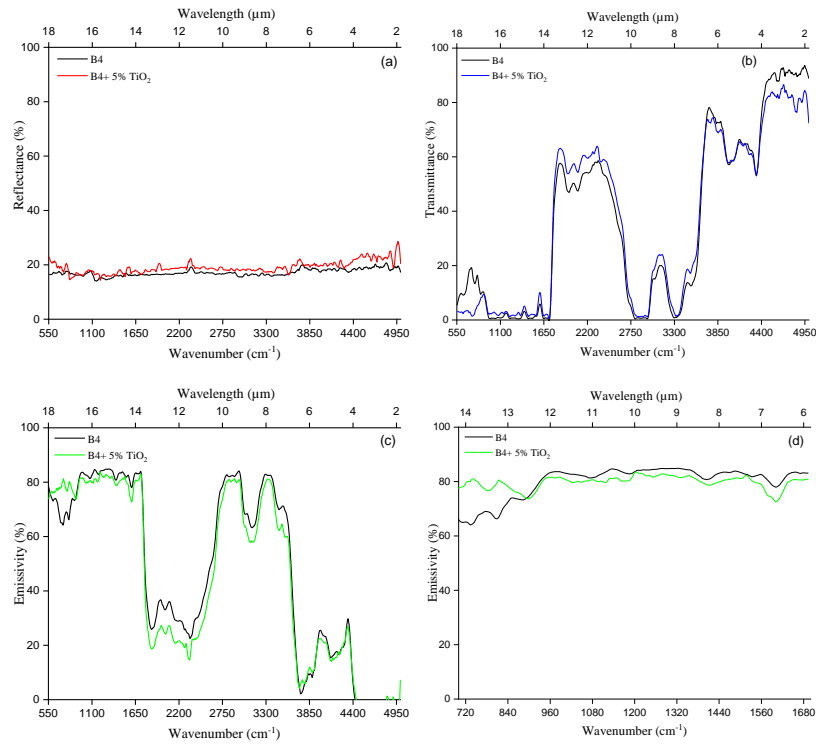 Wavelength (µm)
18 16 14 12 10 8 6 4 2
100
80
60
40
20
0
Reflectance (%)
B4
B4+ 5% TiO₂
(a)
550 1100 1650 2200 2750 3300 3850 4400 4950
Wavenumber (cm⁻¹)
Wavelength (µm)
18 16 14 12 10 8 6 4 2
100
80
60
40
20
0
Transmittance (%)
B4
B4+ 5% TiO₂
(b)
550 1100 1650 2200 2750 3300 3850 4400 4950
Wavenumber (cm⁻¹)
Wavelength (µm)
18 16 14 12 10 8 6 4 2
100
80
60
40
20
0
Emissivity (%)
B4
B4+ 5% TiO₂
(c)
550 1100 1650 2200 2750 3300 3850 4400 4950
Wavenumber (cm⁻¹)
Wavelength (µm)
14 13 12 11 10 9 8 7 6
100
80
60
40
20
0
Emissivity (%)
B4
B4+ 5% TiO₂
(d)
720 840 960 1080 1200 1320 1440 1560 1680
Wavenumber (cm⁻¹)